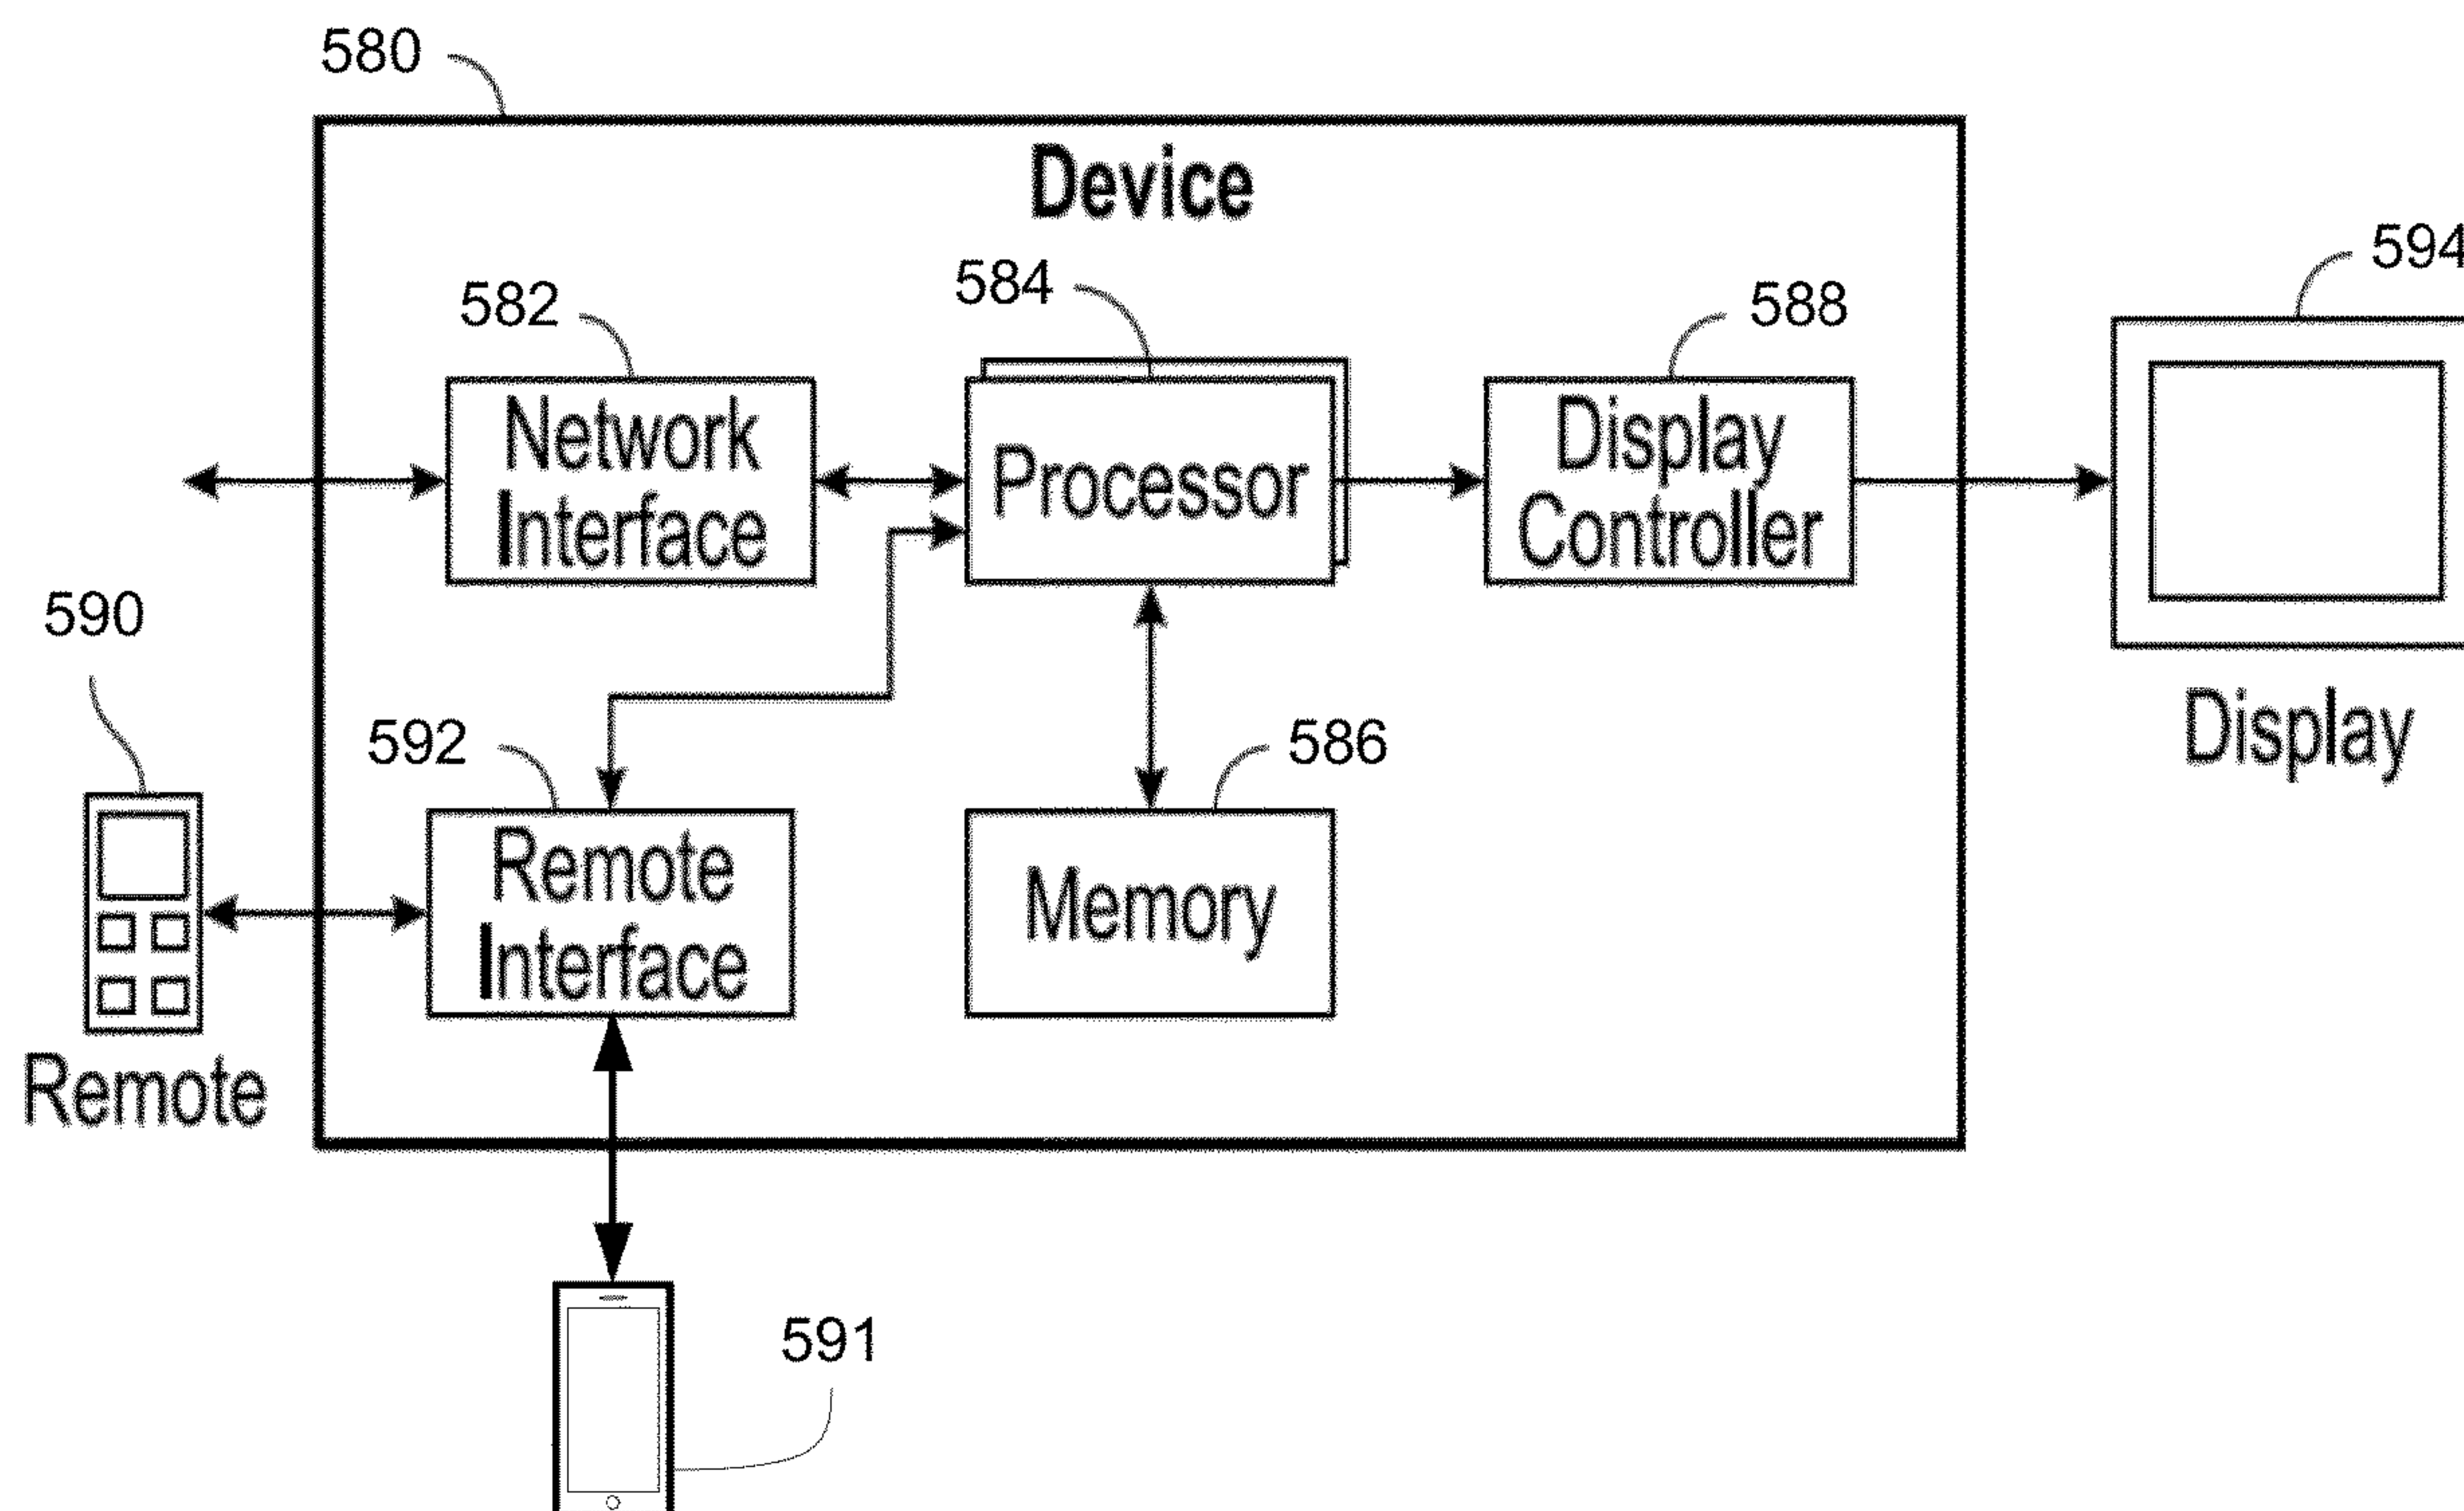 580
Device
594
582
584
588
Network
Interface
Processor
Display
Controller
590
592
586
Display
Remote
Interface
Memory
Remote
591